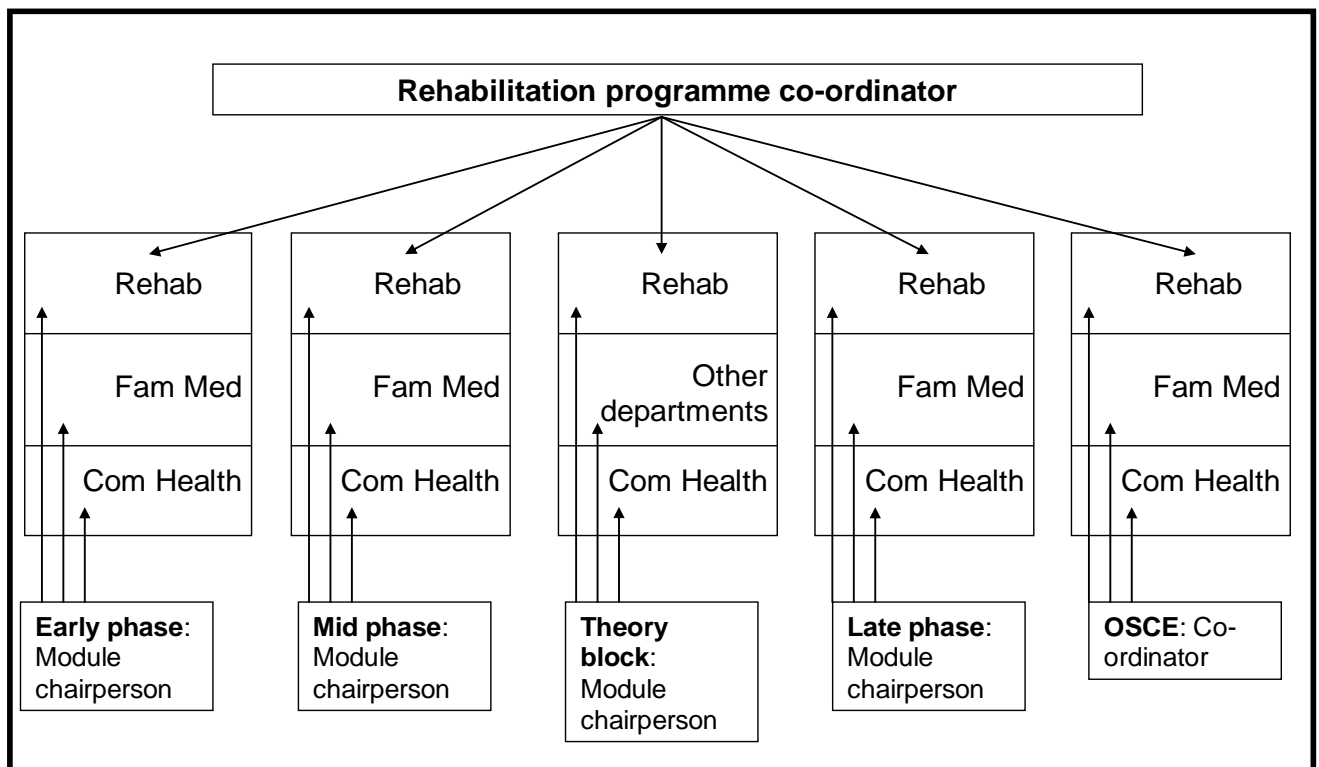 Rehabilitation programme co-ordinator
Rehab
Fam Med
Com Health
Early phase:
Module
chairperson
Rehab
Fam Med
Com Health
Mid phase:
Module
chairperson
Rehab
Other
departments
Com Health
Theory
block:
Module
chairperson
Rehab
Fam Med
Com Health
Late phase:
Module
chairperson
Rehab
Fam Med
Com Health
OSCE: Co-
ordinator